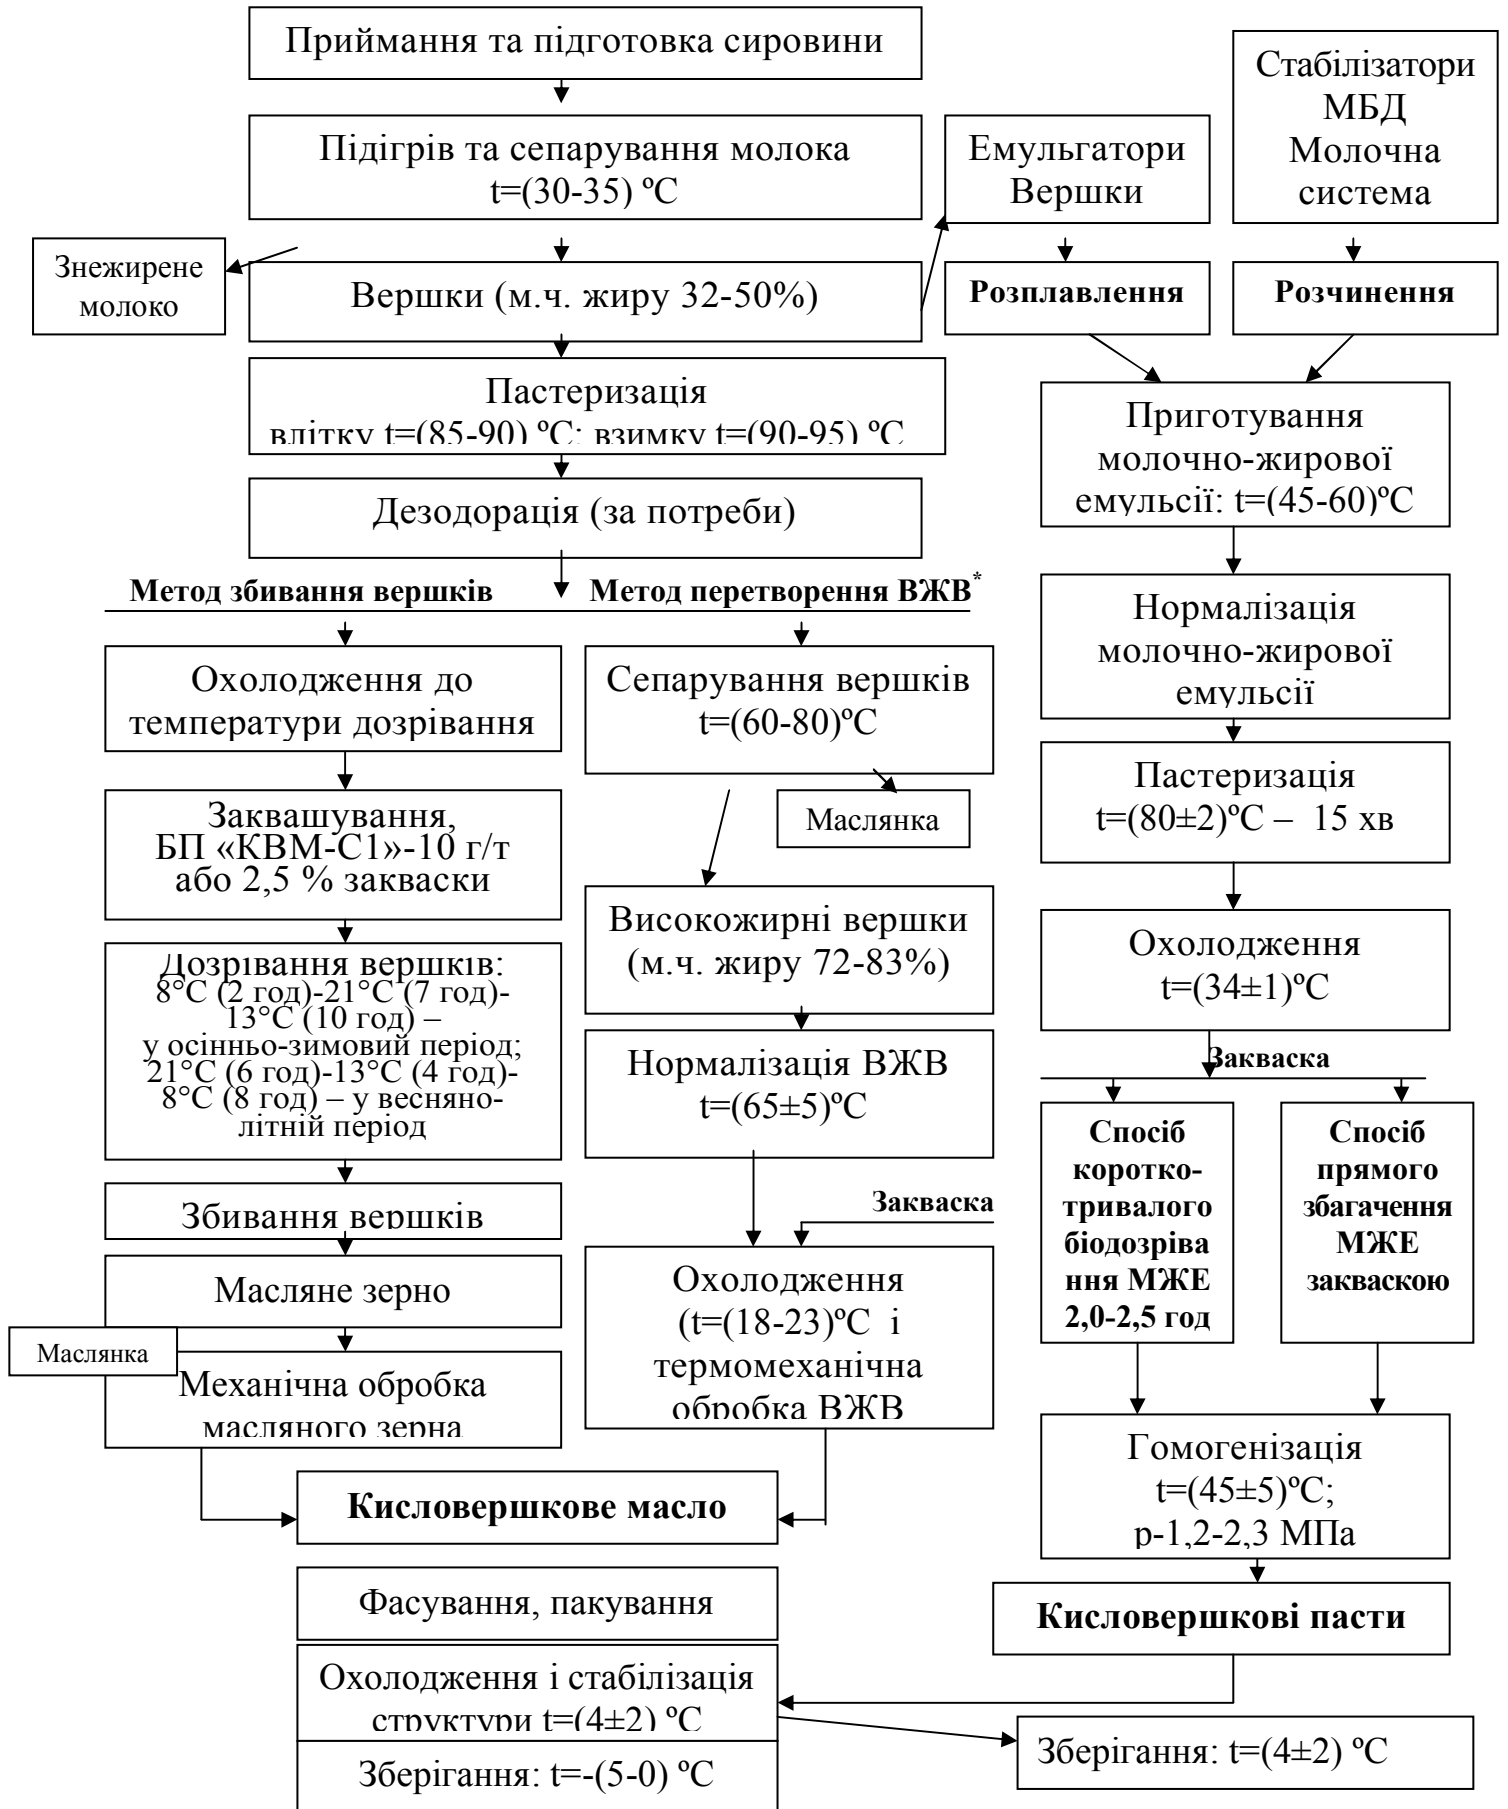 Приймання та підготовка сировини
Підігрів та сепарування молока
t=(30-35) ºС
Знежирене
молоко
Вершки (м.ч. жиру 32-50%)
Емульгатори
Вершки
Стабілізатори
МБД
Молочна
система
Розплавлення
Розчинення
Пастеризація
влітку t=(85-90) ºС; взимку t=(90-95) ºС
Дезодорація (за потреби)
Метод збивання вершків
Метод перетворення ВЖВ*
Охолодження до
температури дозрівання
Заквашування,
БП «КВМ-С1»-10 г/т
або 2,5 % закваски
Дозрівання вершків:
8°С (2 год)-21°С (7 год)-
13°С (10 год) –
у осінньо-зимовий період;
21°С (6 год)-13°С (4 год)-
8°С (8 год) – у весняно-
літній період
Збивання вершків
Масляне зерно
Маслянка
Механічна обробка
масляного зерна
Сепарування вершків
t=(60-80)ºС
Маслянка
Високожирні вершки
(м.ч. жиру 72-83%)
Нормалізація ВЖВ
t=(65±5)ºС
Закваска
Охолодження
(t=(18-23)ºС і
термомеханічна
обробка ВЖВ
Приготування
молочно-жирової
емульсії: t=(45-60)ºС
Нормалізація
молочно-жирової
емульсії
Пастеризація
t=(80±2)ºС – 15 хв
Охолодження
t=(34±1)ºС
Закваска
Спосіб
коротко-
тривалого
біодозріва
ння МЖЕ
2,0-2,5 год
Спосіб
прямого
збагачення
МЖЕ
закваскою
Гомогенізація
t=(45±5)ºС;
р-1,2-2,3 МПа
Кисловершкове масло
Кисловершкові пасти
Фасування, пакування
Охолодження і стабілізація
структури t=(4±2) ºС
Зберігання: t=-(5-0) ºС
Зберігання: t=(4±2) ºС